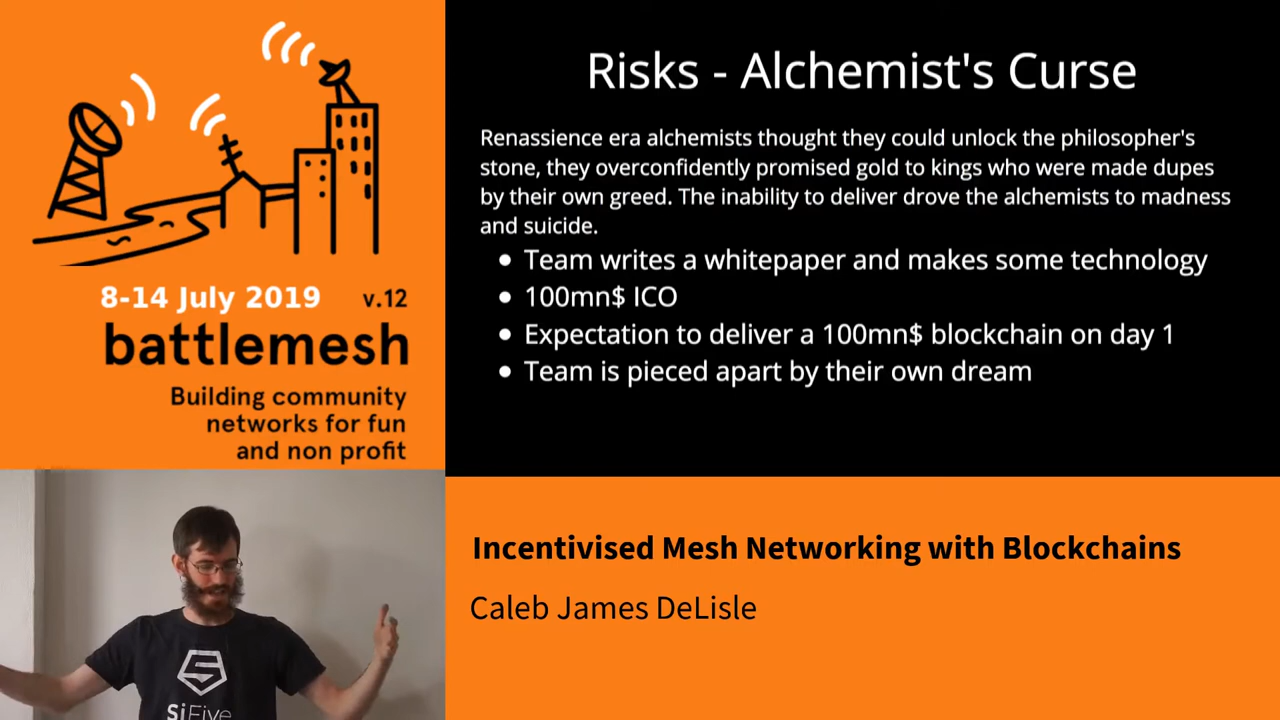 8-14 July 2019 v.12
battlemesh
Building community
networks for fun
and non profit
Risks - Alchemist's Curse
Renassience era alchemists thought they could unlock the philosopher's
stone, they overconfidently promised gold to kings who were made dupes
by their own greed. The inability to deliver drove the alchemists to madness
and suicide.
• Team writes a whitepaper and makes some technology
• 100mn$ ICO
• Expectation to deliver a 100mn$ blockchain on day 1
• Team is pieced apart by their own dream
SiFive
Incentivised Mesh Networking with Blockchains
Caleb James DeLisle